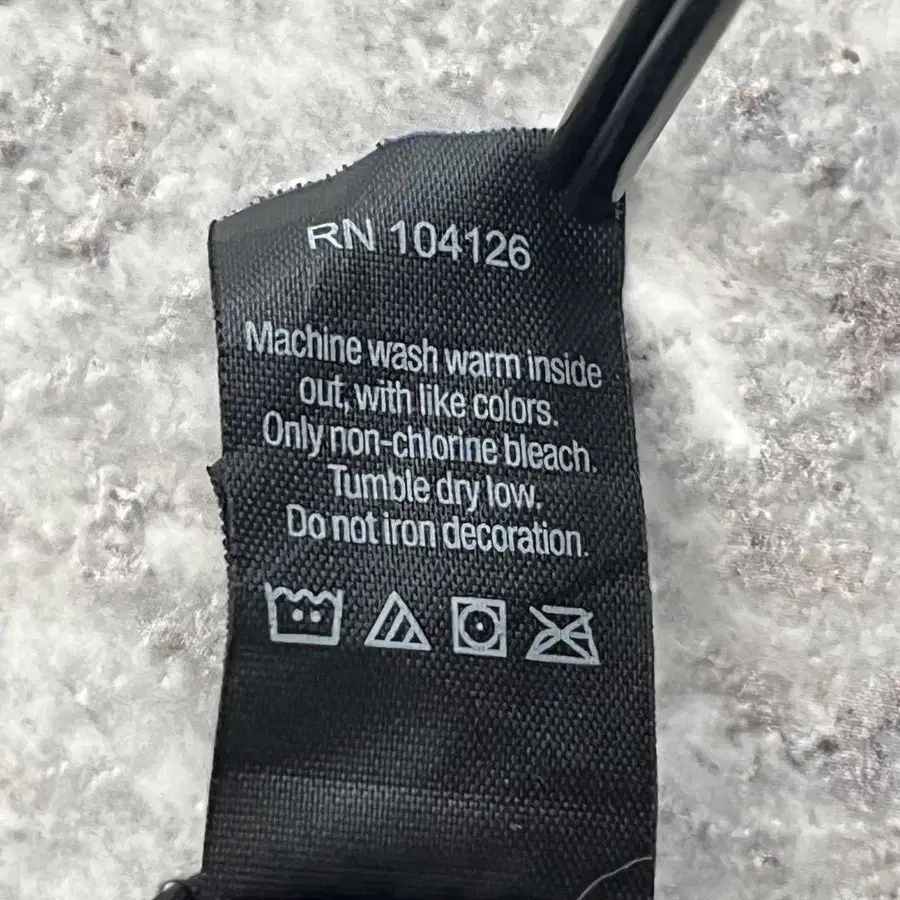 RN 104126
Machine wash warm inside
out, with like colors.
Only non-chlorine bleach.
Tumble dry low.
Do not iron decoration.